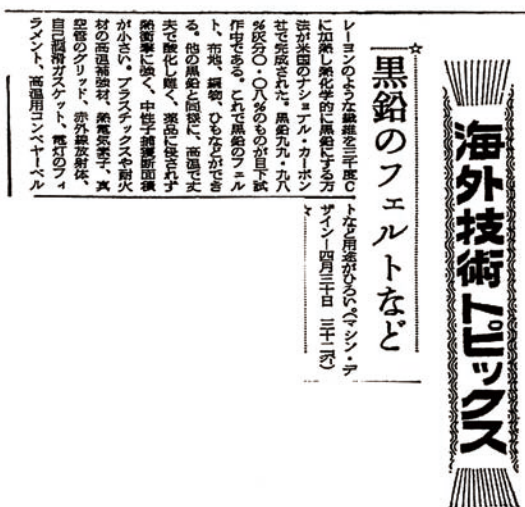 海外技術トピックス
黒鉛のフェルトなど
レーヨンのような繊維を三千度C
に加熱し熱化学的に黒鉛にする方
法が米国のナショナル・カーボン
社で完成された。黒鉛九九・九八
%灰分〇・〇八%のものが目下試
作中である。これで黒鉛のフェル
ト、布地、編物、ひもなどができ
る。他の黒鉛と同様に、高温で丈
夫で酸化し難く、薬品に侵されず
熱衝撃に強く、中性子捕獲断面積
が小さい。プラスチックスや耐火
材の高温補強材、熱電気素子、真
空管のグリッド、赤外線放射体、
自己潤滑ガスケット、電灯のフィ
ラメント、高温用コンベヤーベル
トなど用途がひろい。(マシン・デ
ザイン―四月三十日 三十二㌻)